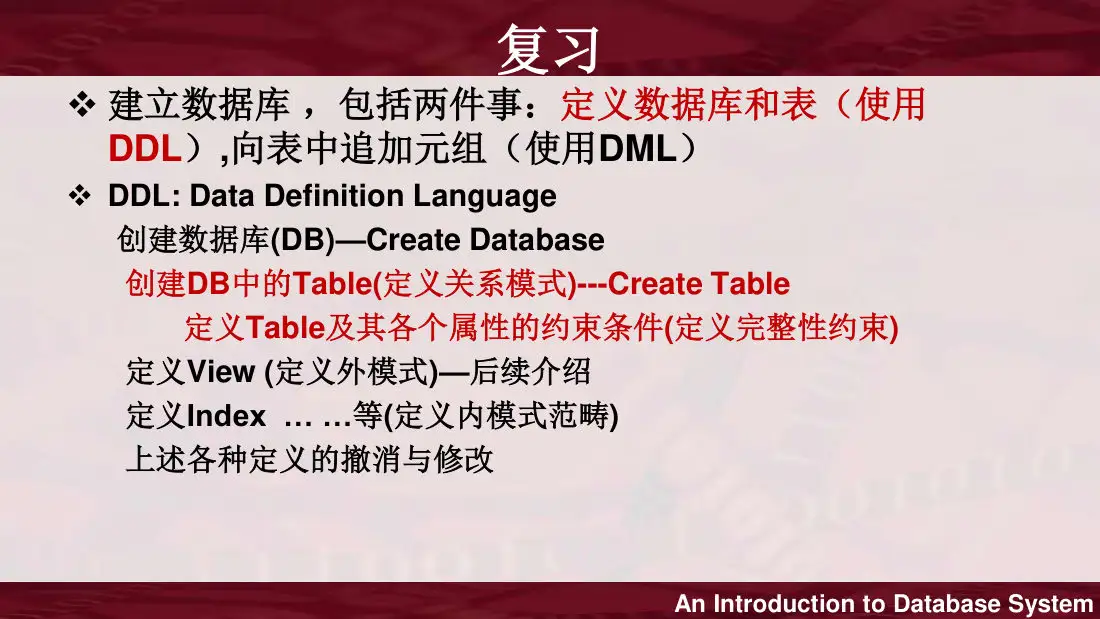 复习
❖ 建立数据库 ，包括两件事：定义数据库和表（使用
DDL）,向表中追加元组（使用DML）
❖ DDL: Data Definition Language
创建数据库(DB)—Create Database
创建DB中的Table(定义关系模式)---Create Table
定义Table及其各个属性的约束条件(定义完整性约束)
定义View (定义外模式)—后续介绍
定义Index … …等(定义内模式范畴)
上述各种定义的撤消与修改
An Introduction to Database System